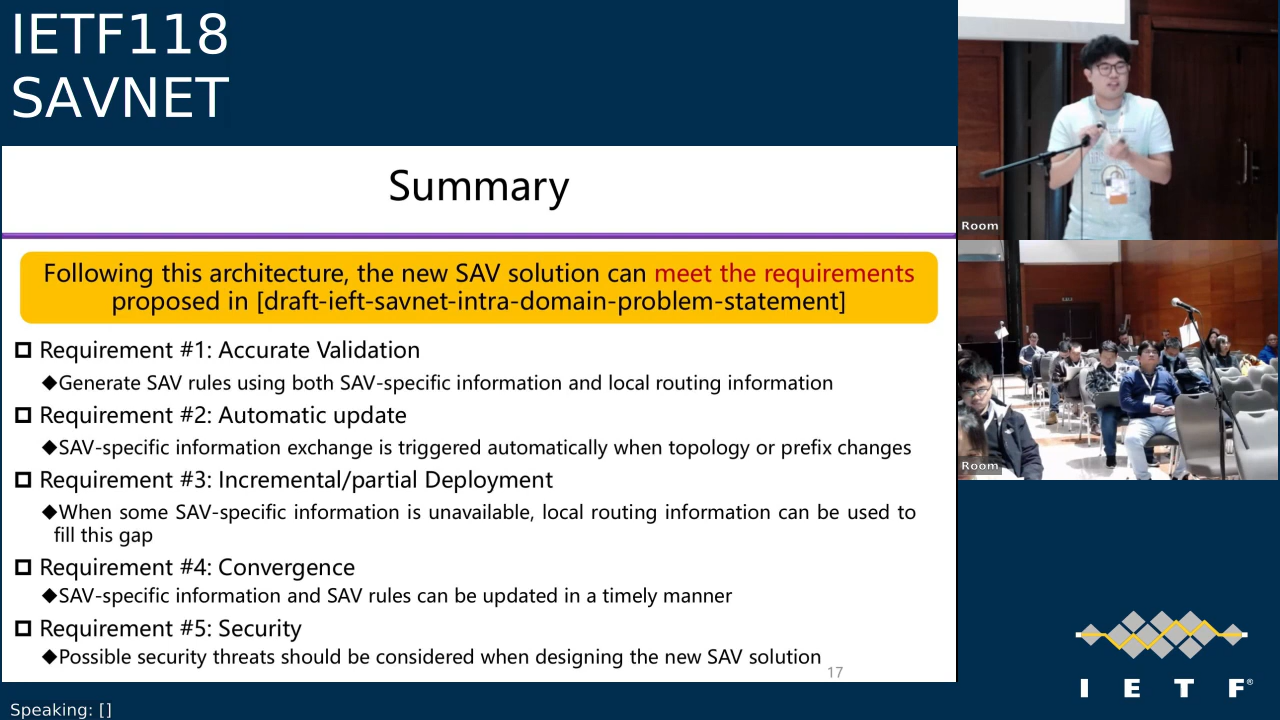 IETF118
SAVNET
Summary
Following this architecture, the new SAV solution can meet the requirements
proposed in [draft-ieft-savnet-intra-domain-problem-statement]
Requirement #1: Accurate Validation
◆Generate SAV rules using both SAV-specific information and local routing information
Requirement #2: Automatic update
◆SAV-specific information exchange is triggered automatically when topology or prefix changes
Requirement #3: Incremental/partial Deployment
◆When some SAV-specific information is unavailable, local routing information can be used to
fill this gap
Requirement #4: Convergence
◆SAV-specific information and SAV rules can be updated in a timely manner
Requirement #5: Security
◆Possible security threats should be considered when designing the new SAV solution
17
Room
Room
I E T F®
Speaking: []